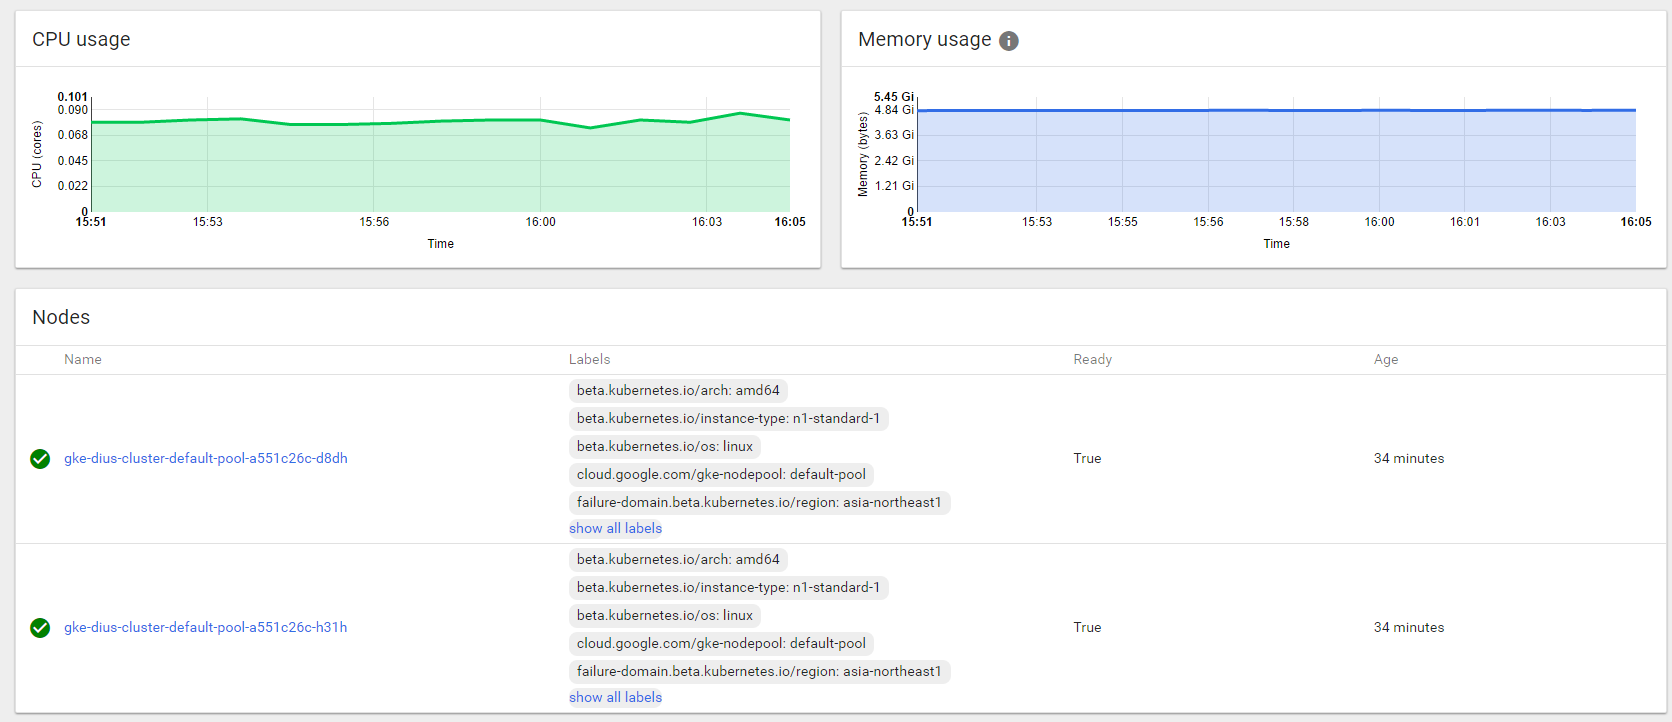 CPU usage
CPU (cores)
0.101
0.090
0.068
0.045
0.022
0
15:51 15:53 15:56 16:00 16:03 16:05
Time
Memory usage
Memory (bytes)
5.45 Gi
4.84 Gi
3.63 Gi
2.42 Gi
1.21 Gi
0
15:51 15:53 15:55 15:56 15:58 16:00 16:01 16:03 16:05
Time
Nodes
Name Labels Ready Age
gke-dius-cluster-default-pool-a551c26c-d8dh
beta.kubernetes.io/arch: amd64
beta.kubernetes.io/instance-type: n1-standard-1
beta.kubernetes.io/os: linux
cloud.google.com/gke-nodepool: default-pool
failure-domain.beta.kubernetes.io/region: asia-northeast1
show all labels
True
34 minutes
gke-dius-cluster-default-pool-a551c26c-h31h
beta.kubernetes.io/arch: amd64
beta.kubernetes.io/instance-type: n1-standard-1
beta.kubernetes.io/os: linux
cloud.google.com/gke-nodepool: default-pool
failure-domain.beta.kubernetes.io/region: asia-northeast1
show all labels
True
34 minutes